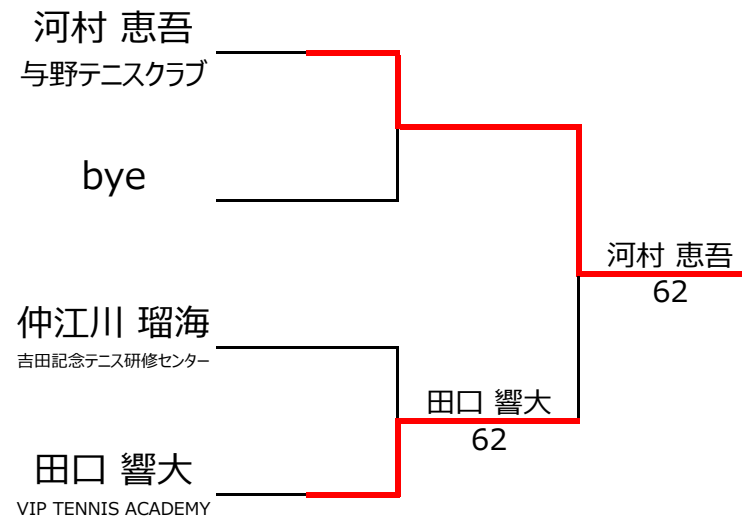 河村 恵吾
与野テニスクラブ
bye
河村 恵吾
62
仲江川 瑠海
吉田記念テニス研修センター
田口 響大
62
田口 響大
VIP TENNIS ACADEMY